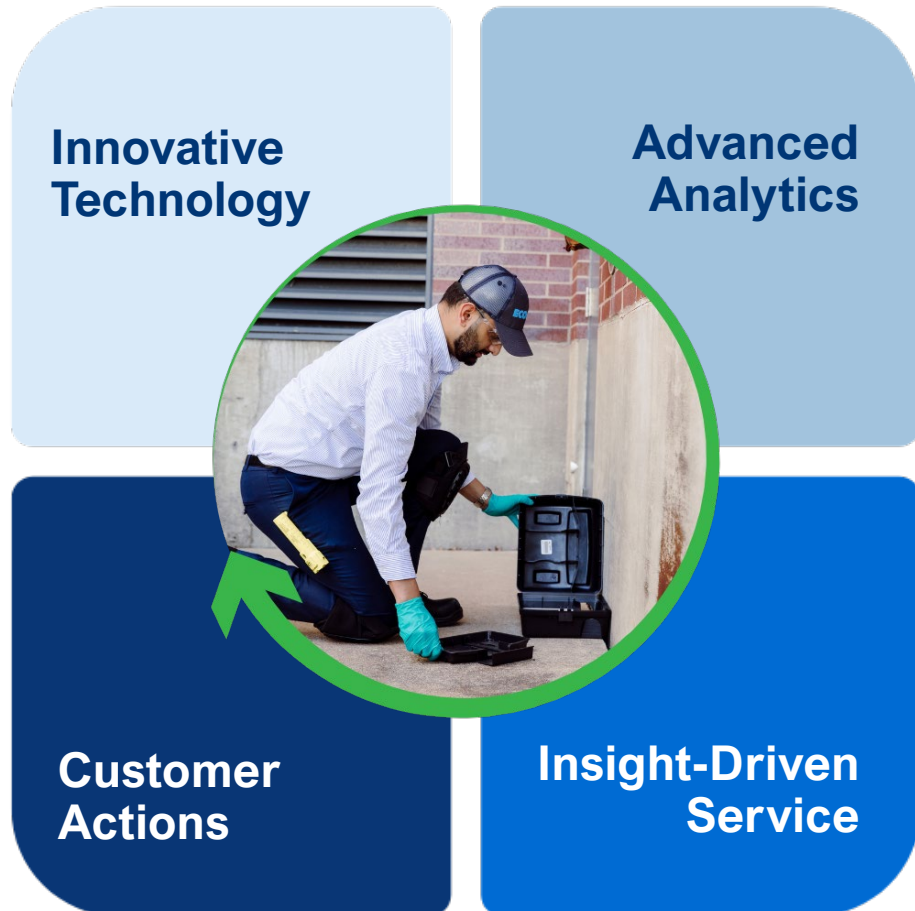 Innovative
Technology
Advanced
Analytics
Customer
Actions
Insight-Driven
Service